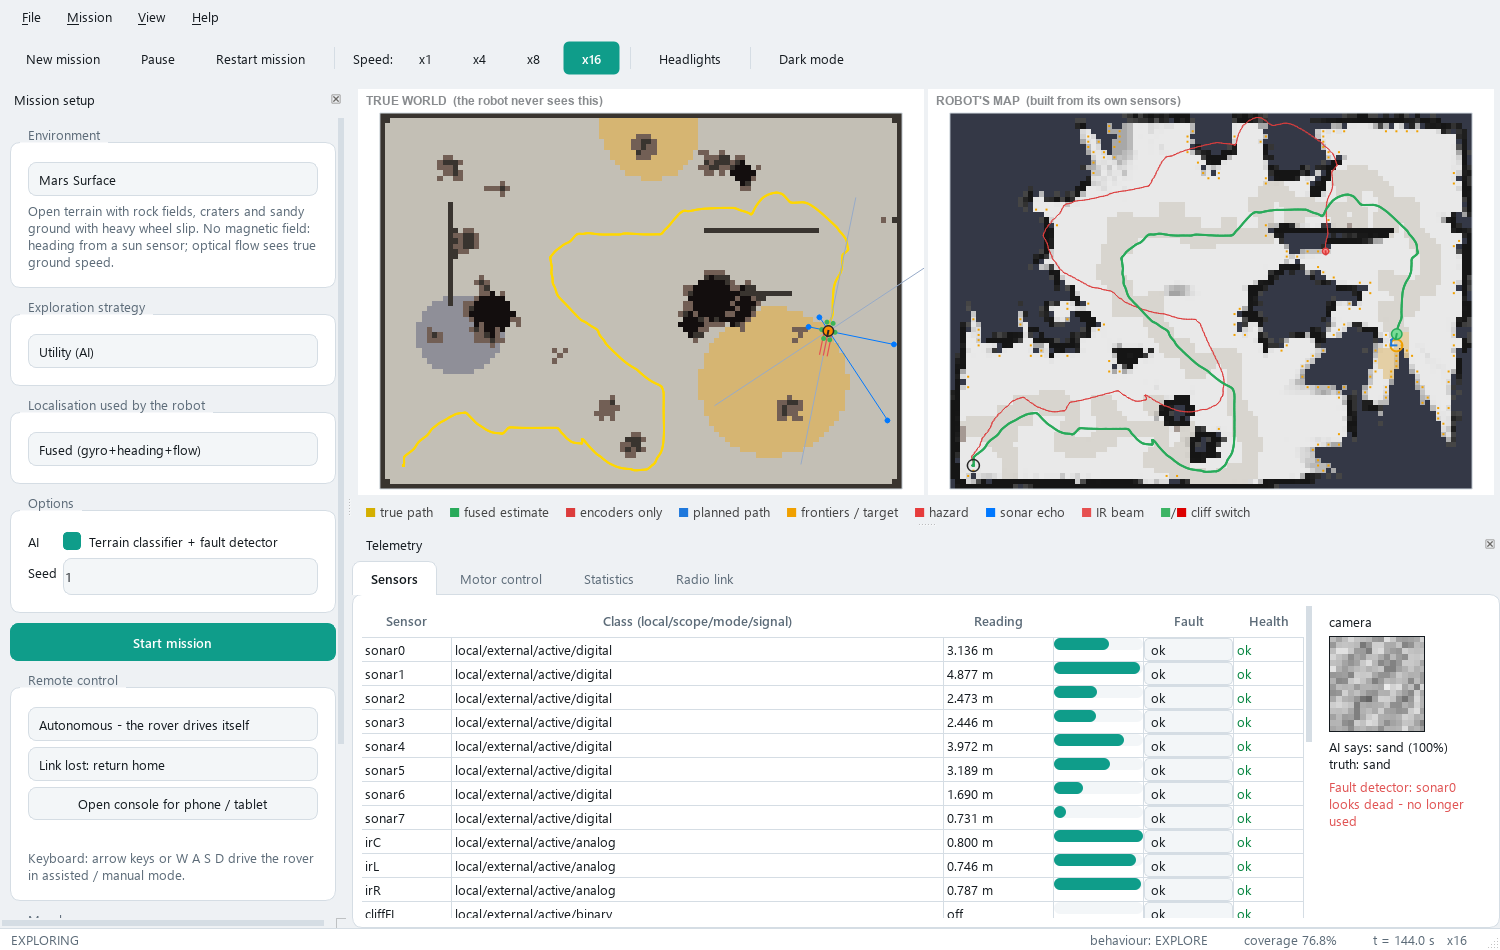 File Mission View Help
New mission Pause Restart mission Speed: x1 x4 x8 x16 Headlights Dark mode
Mission setup
Environment
Mars Surface
Open terrain with rock fields, craters and sandy
ground with heavy wheel slip. No magnetic field:
heading from a sun sensor; optical flow sees true
ground speed.
Exploration strategy
Utility (AI)
Localisation used by the robot
Fused (gyro+heading+flow)
Options
AI Terrain classifier + fault detector
Seed 1
Start mission
Remote control
Autonomous - the rover drives itself
Link lost: return home
Open console for phone / tablet
Keyboard: arrow keys or W A S D drive the rover
in assisted / manual mode.
TRUE WORLD (the robot never sees this)
ROBOT'S MAP (built from its own sensors)
true path fused estimate encoders only planned path frontiers / target hazard sonar echo IR beam / cliff switch
Telemetry
Sensors Motor control Statistics Radio link
Sensor Class (local/scope/mode/signal) Reading Fault Health
sonar0 local/external/active/digital 3.136 m ok ok
sonar1 local/external/active/digital 4.877 m ok ok
sonar2 local/external/active/digital 2.473 m ok ok
sonar3 local/external/active/digital 2.446 m ok ok
sonar4 local/external/active/digital 3.972 m ok ok
sonar5 local/external/active/digital 3.189 m ok ok
sonar6 local/external/active/digital 1.690 m ok ok
sonar7 local/external/active/digital 0.731 m ok ok
irC local/external/active/analog 0.800 m ok ok
irL local/external/active/analog 0.746 m ok ok
irR local/external/active/analog 0.787 m ok ok
cliffFL local/external/active/binary off ok ok
camera
AI says: sand (100%)
truth: sand
Fault detector: sonar0
looks dead - no longer
used
EXPLORING behaviour: EXPLORE coverage 76.8% t = 144.0 s x16